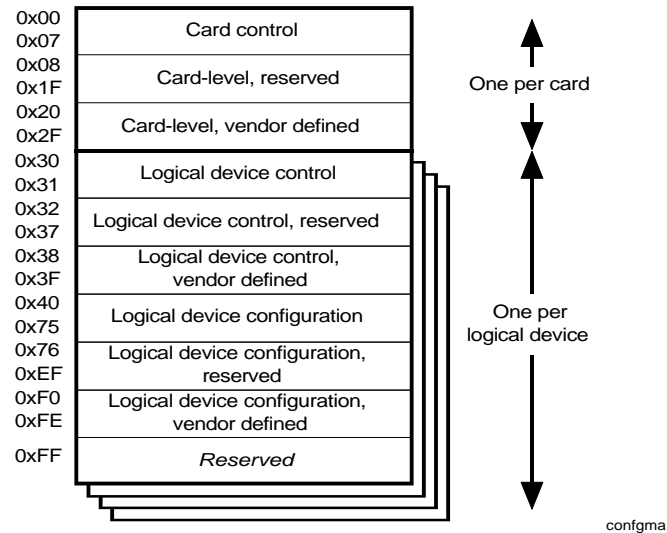 0x00
0x07
Card control
0x08
0x1F
Card-level, reserved
0x20
0x2F
Card-level, vendor defined
One per card
0x30
0x31
Logical device control
0x32
0x37
Logical device control, reserved
0x38
0x3F
Logical device control,
vendor defined
0x40
0x75
Logical device configuration
0x76
0xEF
Logical device configuration,
reserved
0xF0
0xFE
Logical device configuration,
vendor defined
0xFF
Reserved
One per
logical device
confgma